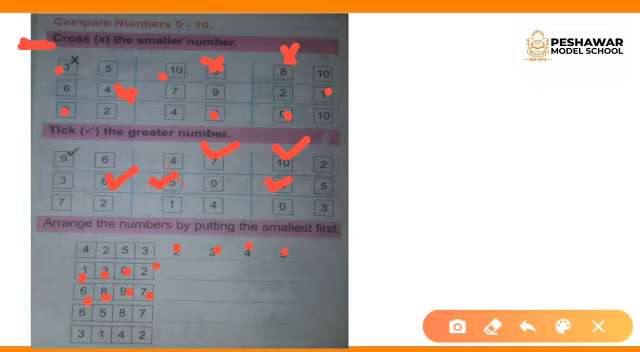 Compare Numbers 0 - 10.
Cross (x) the smaller number.
3 5 10 8 10
6 4 7 9 2
2 4 10
Tick (✓) the greater number.
9 6 4 7 10 2
3 8 5 0 5
7 2 1 4 0 3
Arrange the numbers by putting the smallest first.
4 2 5 3 2 3 4
1 3 2
6 8 9 7
6 5 8 7
3 1 4 2
PESHAWAR
MODEL SCHOOL